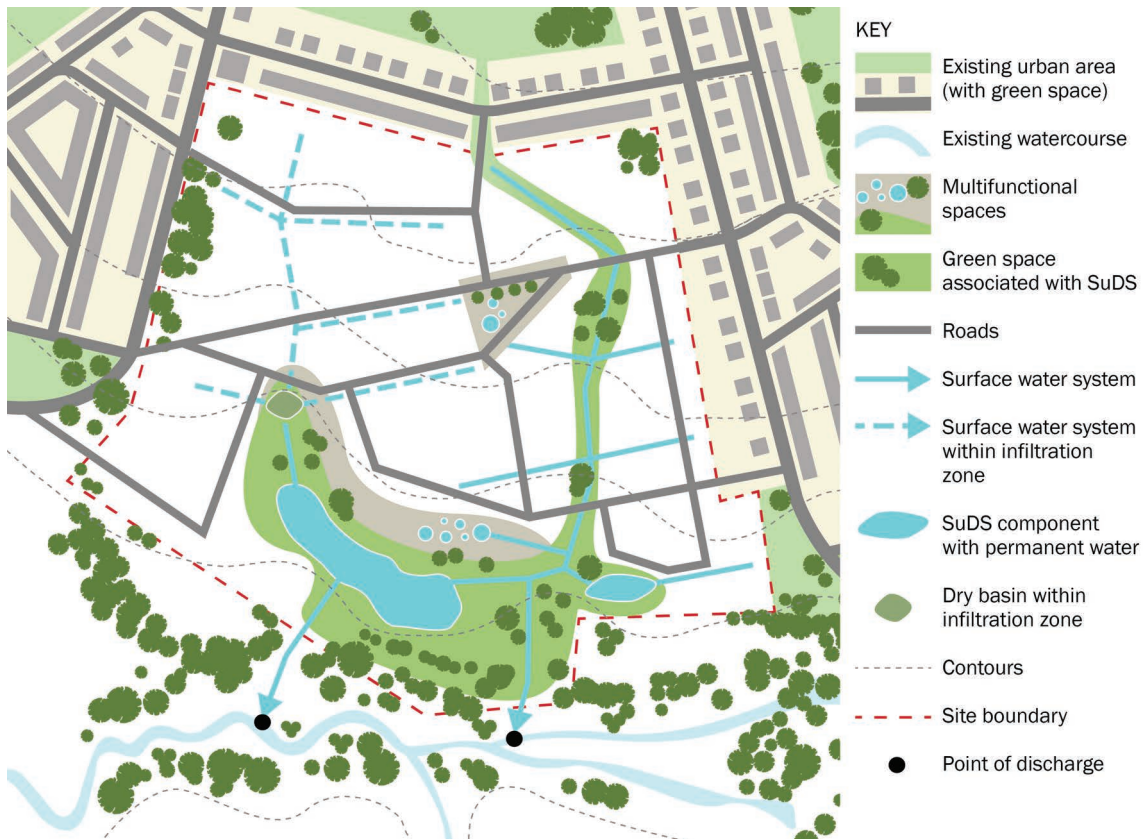 KEY
Existing urban area
(with green space)
Existing watercourse
Multifunctional
spaces
Green space
associated with SuDS
Roads
Surface water system
Surface water system
within infiltration
zone
SuDS component
with permanent water
Dry basin within
infiltration zone
Contours
Site boundary
Point of discharge